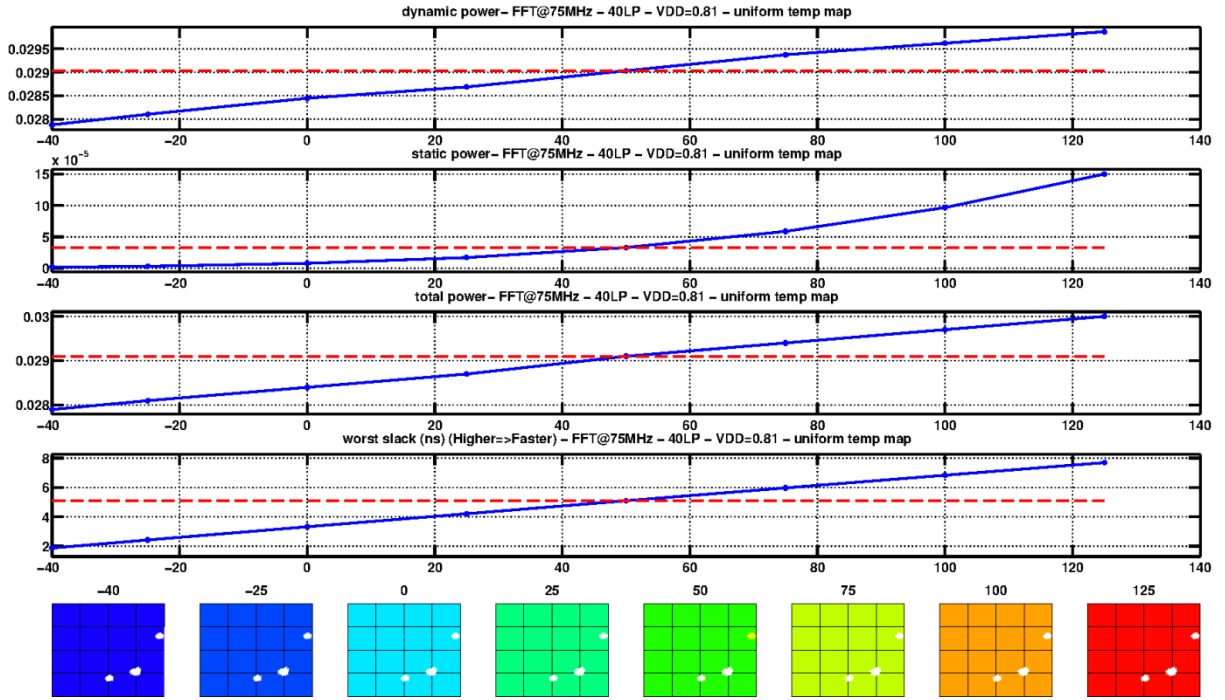 dynamic power– FFT@75MHz – 40LP – VDD=0.81 – uniform temp map
0.0295
0.029
0.0285
0.028
–40 –20 0 20 40 60 80 100 120 140
x 10⁻⁵
static power– FFT@75MHz – 40LP – VDD=0.81 – uniform temp map
15
10
5
0
–40 –20 0 20 40 60 80 100 120 140
total power– FFT@75MHz – 40LP – VDD=0.81 – uniform temp map
0.03
0.029
0.028
–40 –20 0 20 40 60 80 100 120 140
worst slack (ns) (Higher=>Faster) – FFT@75MHz – 40LP – VDD=0.81 – uniform temp map
8
6
4
2
–40 –20 0 20 40 60 80 100 120 140
–40 –25 0 25 50 75 100 125